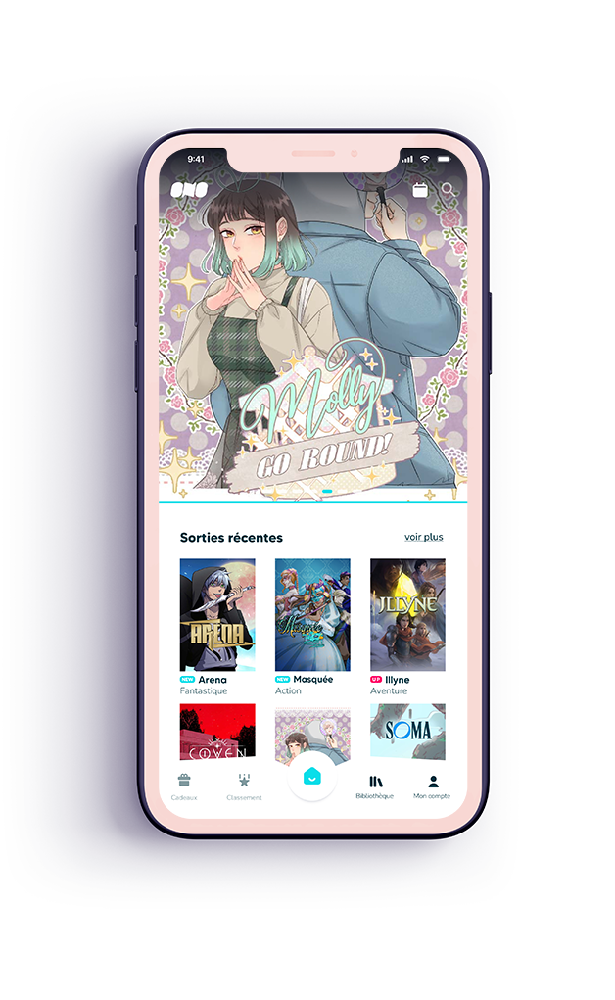 9:41
ONO
Molly
GO ROUND!
Sorties récentes
voir plus
ARENA
Masquée
ILLYNE
NEW Arena
NEW Masquée
UP Illyne
Fantastique
Action
Aventure
COVEN
SOMA
Cadeaux
Classement
Bibliothèque
Mon compte